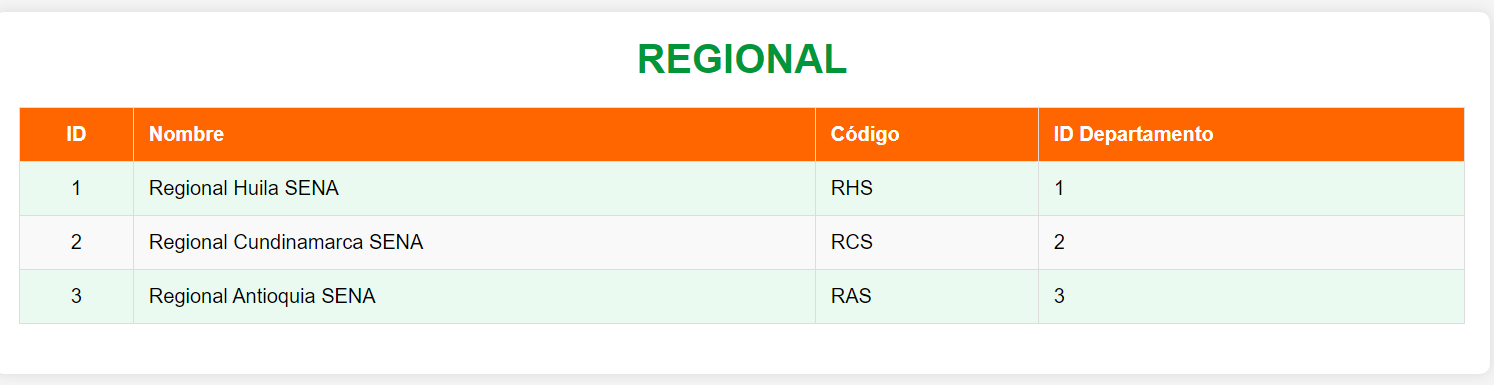 REGIONAL
ID Nombre Código ID Departamento
1 Regional Huila SENA RHS 1
2 Regional Cundinamarca SENA RCS 2
3 Regional Antioquia SENA RAS 3